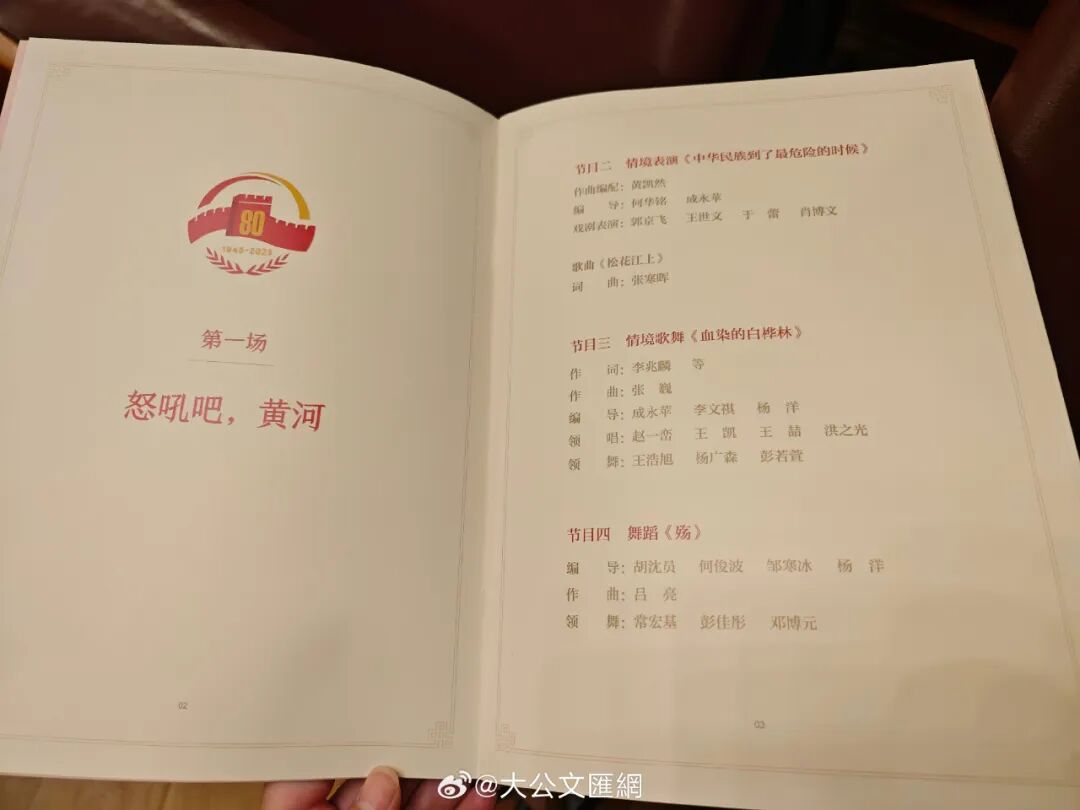 80
1945-2025
第一场
怒吼吧，黄河
02
节目二 情境表演《中华民族到了最危险的时候》
作曲编配：黄凯然
编 导：何华铭 戚永苹
戏剧表演：郭京飞 王世文 于 蕾 肖博文
歌曲《松花江上》
词 曲：张寒晖
节目三 情境歌舞《血染的白桦林》
作 词：李兆麟 等
作 曲：张 巍
编 导：戚永苹 李文祺 杨 洋
领 唱：赵一峦 王 凯 王 喆 洪之光
领 舞：王浩旭 杨广森 彭若萱
节目四 舞蹈《殇》
编 导：胡沈员 何俊波 邹寒冰 杨 洋
作 曲：吕 亮
领 舞：常宏基 彭佳彤 邓博元
03
@大公文匯網